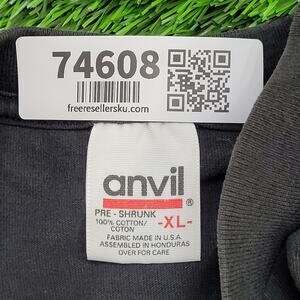 74608
freeresellersku.com
anvil®
PRE - SHRUNK
100% COTTON/
COTON
-XL-
FABRIC MADE IN U.S.A.
ASSEMBLED IN HONDURAS
OVER FOR CARE